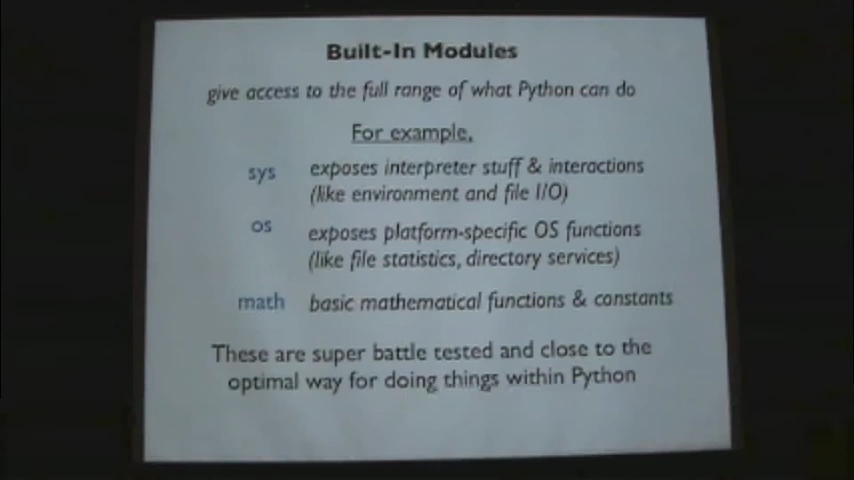 Built-In Modules
give access to the full range of what Python can do
For example,
sys exposes interpreter stuff & interactions
(like environment and file I/O)
os exposes platform-specific OS functions
(like file statistics, directory services)
math basic mathematical functions & constants
These are super battle tested and close to the
optimal way for doing things within Python